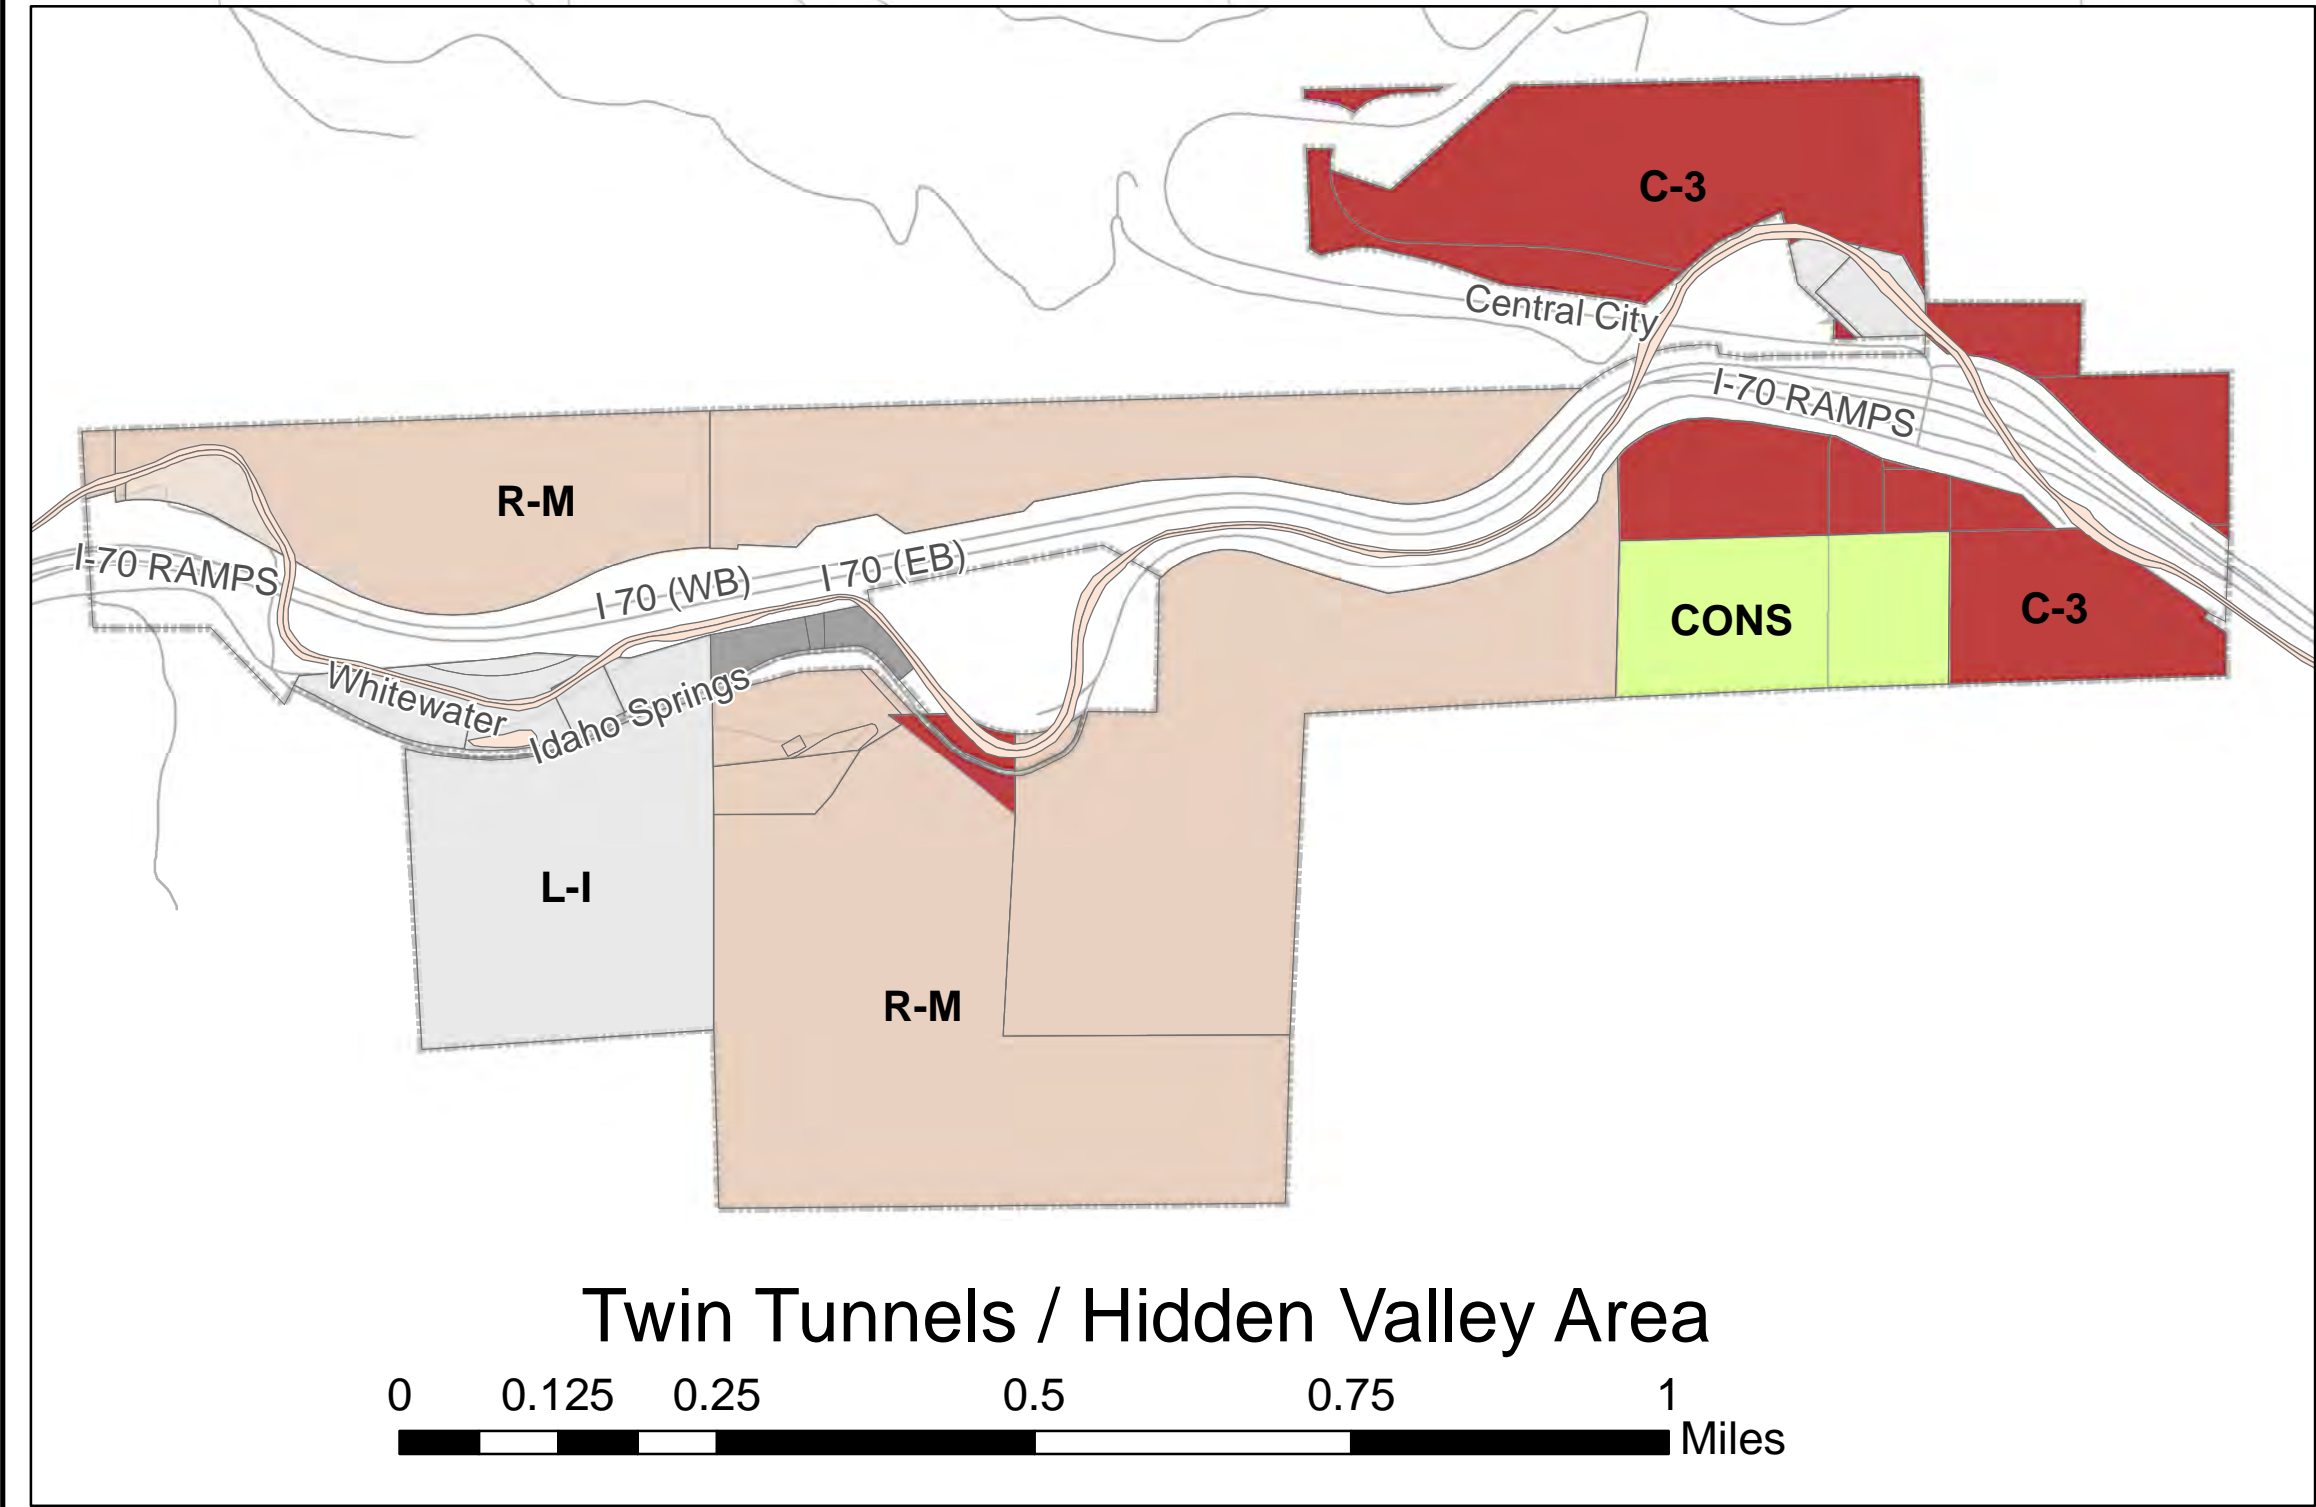 C-3
Central City
I-70 RAMPS
R-M
I-70 RAMPS
I 70 (WB)
I 70 (EB)
CONS
C-3
Whitewater
Idaho Springs
L-I
R-M
Twin Tunnels / Hidden Valley Area
0 0.125 0.25 0.5 0.75 1
Miles